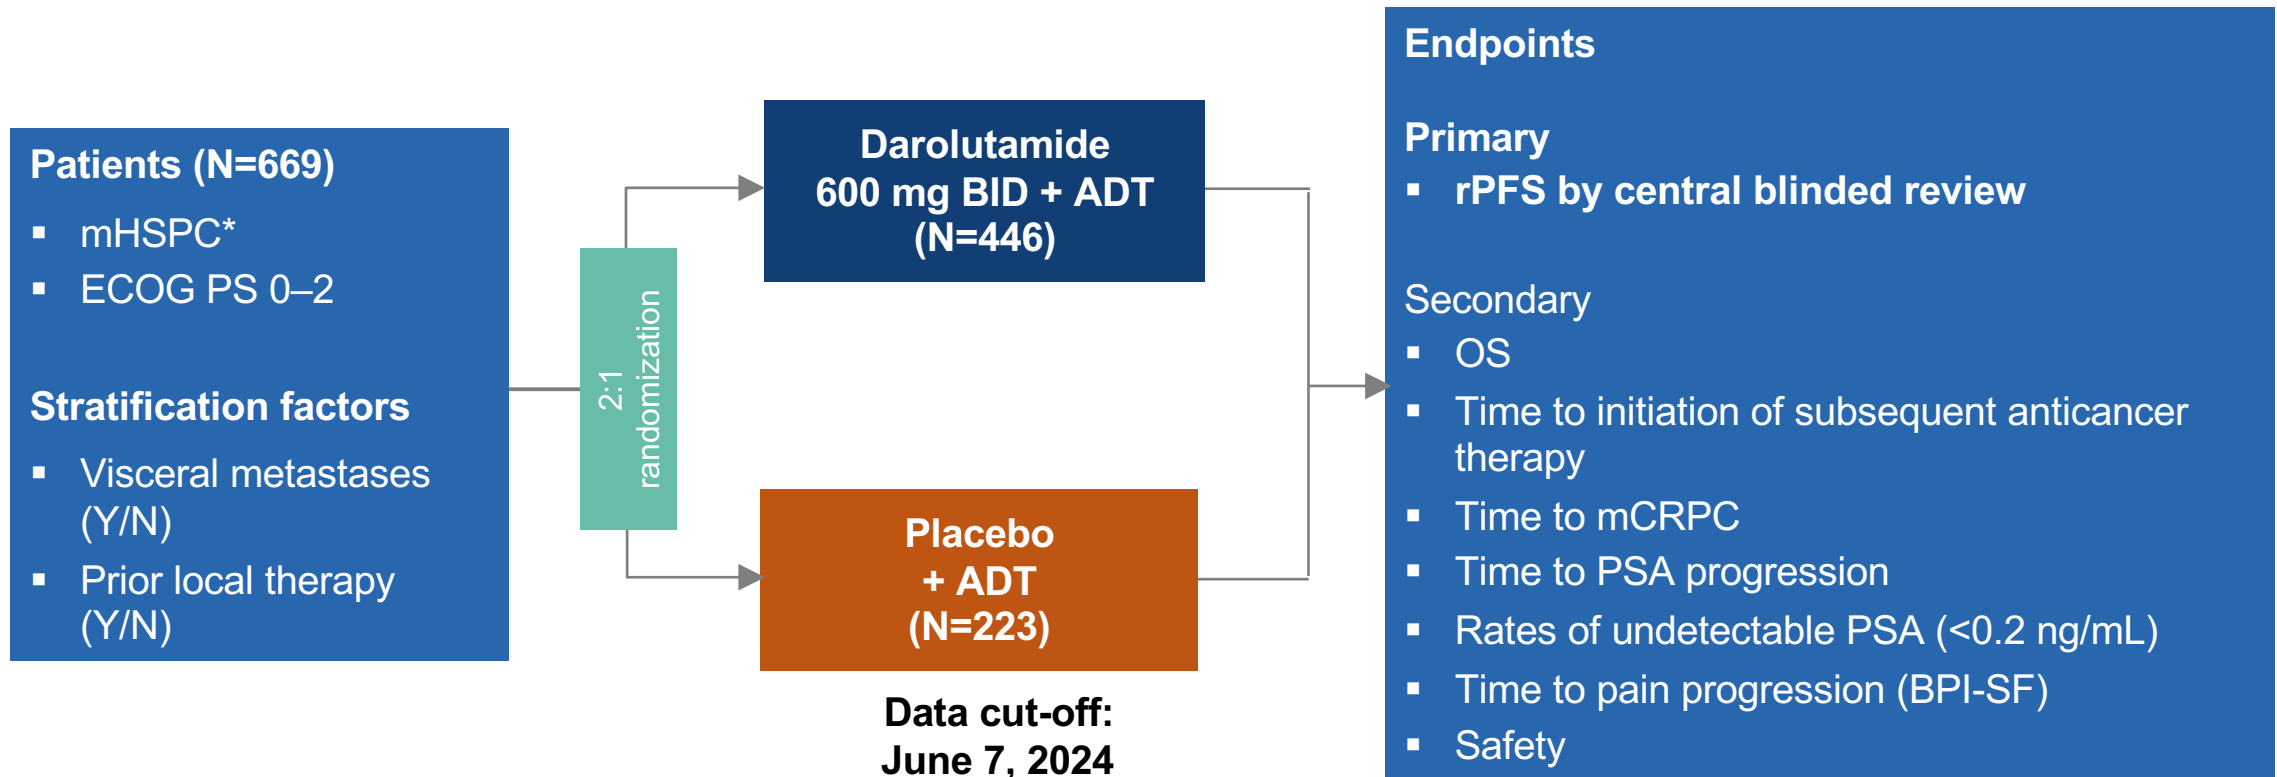 Patients (N=669)
▪ mHSPC*
▪ ECOG PS 0–2
Stratification factors
▪ Visceral metastases
(Y/N)
▪ Prior local therapy
(Y/N)
2:1
randomization
Darolutamide
600 mg BID + ADT
(N=446)
Placebo
+ ADT
(N=223)
Data cut-off:
June 7, 2024
Endpoints
Primary
▪ rPFS by central blinded review
Secondary
▪ OS
▪ Time to initiation of subsequent anticancer
therapy
▪ Time to mCRPC
▪ Time to PSA progression
▪ Rates of undetectable PSA (<0.2 ng/mL)
▪ Time to pain progression (BPI-SF)
▪ Safety